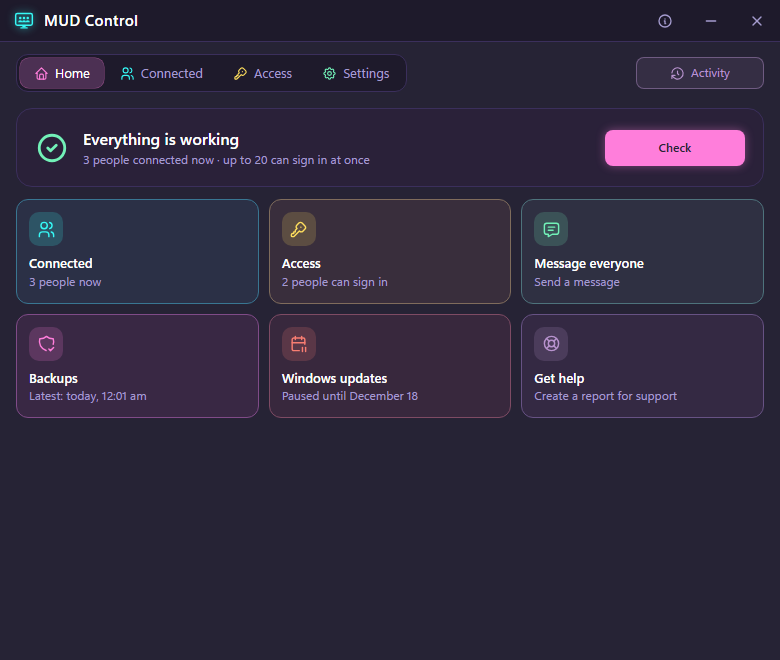 MUD Control
Home
Connected
Access
Settings
Activity
Everything is working
3 people connected now · up to 20 can sign in at once
Check
Connected
3 people now
Access
2 people can sign in
Message everyone
Send a message
Backups
Latest: today, 12:01 am
Windows updates
Paused until December 18
Get help
Create a report for support